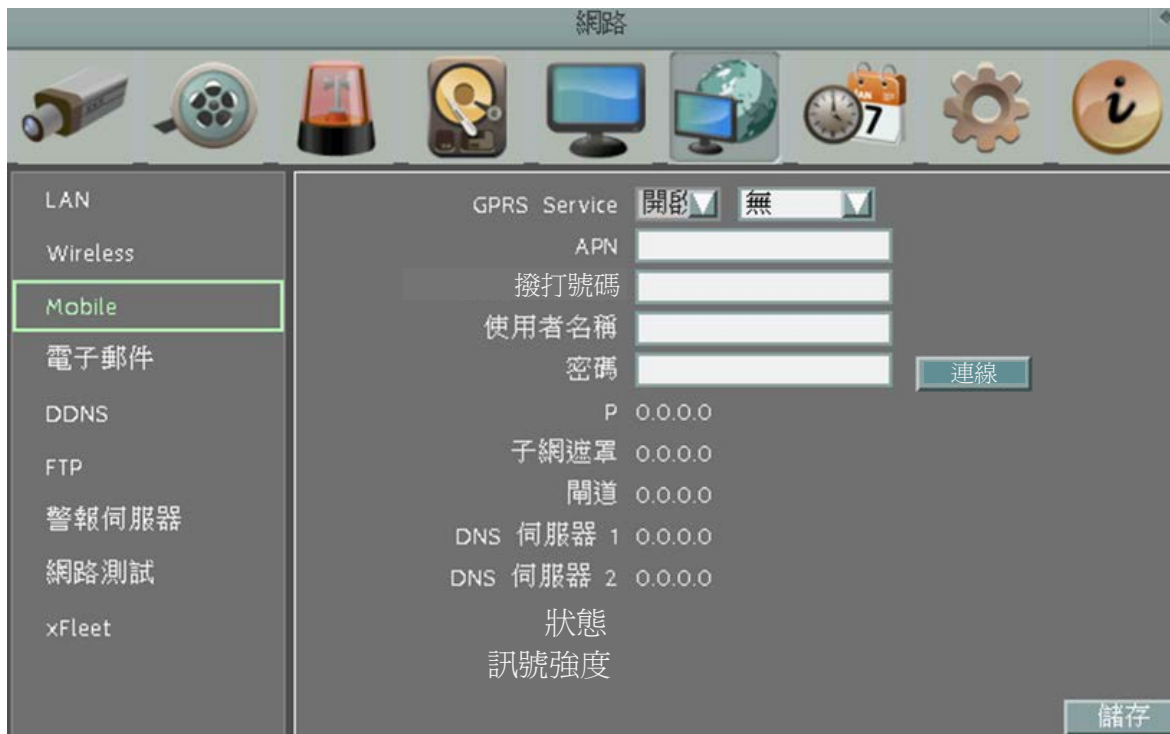 網路
7
i
LAN
Wireless
Mobile
電子郵件
DDNS
FTP
警報伺服器
網路測試
xFleet
GPRS Service 開啟 無
APN
撥打號碼
使用者名稱
密碼 連線
P 0.0.0.0
子網遮罩 0.0.0.0
閘道 0.0.0.0
DNS 伺服器 1 0.0.0.0
DNS 伺服器 2 0.0.0.0
狀態
訊號強度
儲存